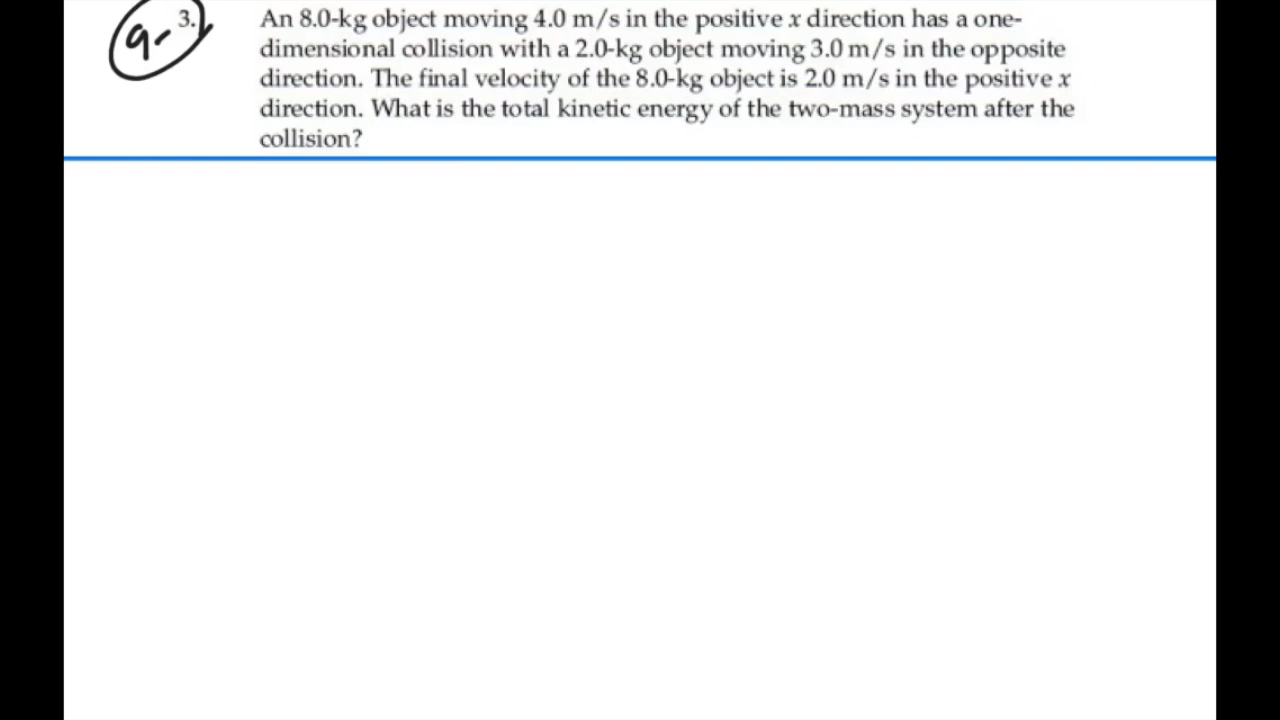 9-3.
An 8.0-kg object moving 4.0 m/s in the positive x direction has a one-
dimensional collision with a 2.0-kg object moving 3.0 m/s in the opposite
direction. The final velocity of the 8.0-kg object is 2.0 m/s in the positive x
direction. What is the total kinetic energy of the two-mass system after the
collision?